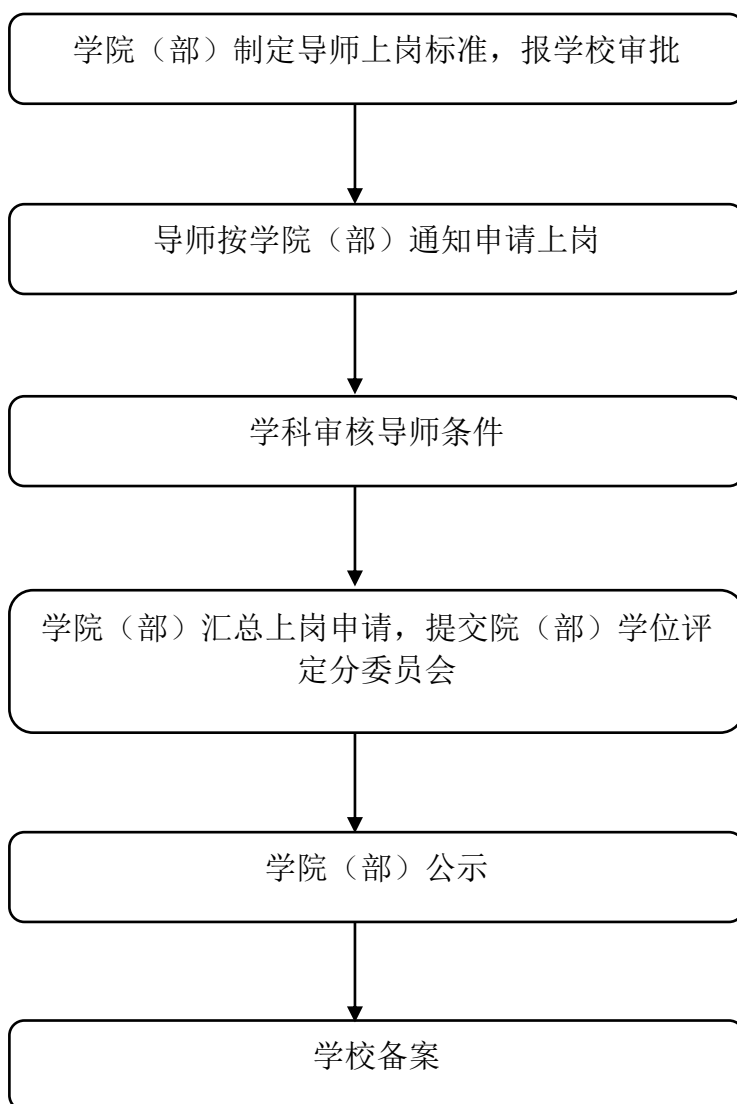 学院（部）制定导师上岗标准，报学校审批
导师按学院（部）通知申请上岗
学科审核导师条件
学院（部）汇总上岗申请，提交院（部）学位评
定分委员会
学院（部）公示
学校备案